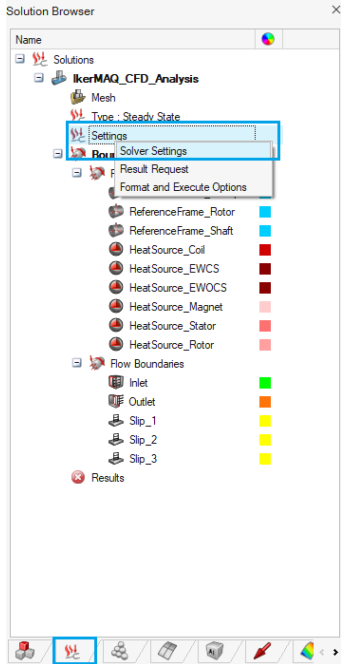 Solution Browser
Name
Solutions
IkerMAQ_CFD_Analysis
Mesh
Type : Steady State
Settings
Solver Settings
Result Request
Format and Execute Options
ReferenceFrame_Rotor
ReferenceFrame_Shaft
HeatSource_Coil
HeatSource_EWCS
HeatSource_EWOCS
HeatSource_Magnet
HeatSource_Stator
HeatSource_Rotor
Flow Boundaries
Inlet
Outlet
Slip_1
Slip_2
Slip_3
Results